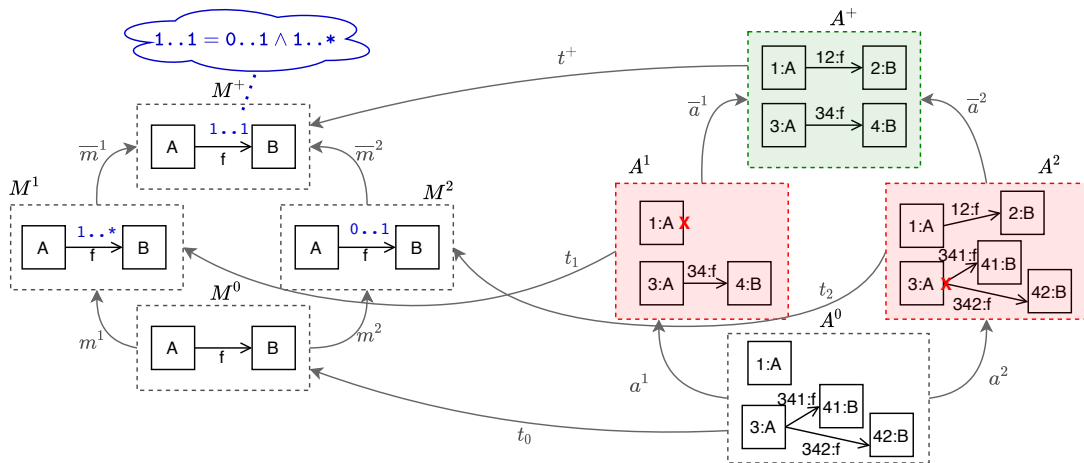 1..1 = 0..1 ∧ 1..*
A⁺
t⁺
1:A 12:f 2:B
M⁺
1..1
A f B
a̅¹
a̅²
3:A 34:f 4:B
m̅¹
m̅²
M¹
M²
A¹
A²
1..*
A f B
0..1
A f B
1:A x
12:f
1:A 2:B
t₁
341:f
3:A 34:f 4:B
3:A x 41:B
t₂
342:f 42:B
M⁰
A⁰
m¹
A f B
m²
1:A
a¹
a²
341:f
3:A 41:B
t₀
342:f 42:B